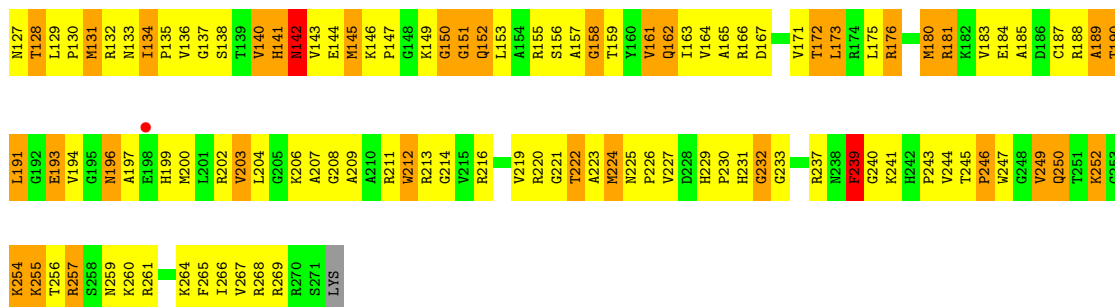 N127 T128 L129 P130 M131 R132 N133 I134 P135 V136 G137 S138 T139 V140 H141 N142 V143 E144 M145 K146 P147 G148 K149 G150 G151 Q152 L153 A154 R155 S156 A157 G158 T159 Y160 V161 Q162 I163 V164 A165 R166 D167 V171 T172 L173 R174 L175 R176 M180 R181 K182 V183 E184 A185 D186 C187 R188 A189 T190
L191 G192 E193 V194 G195 N196 A197 E198 H199 M200 L201 R202 V203 L204 G205 K206 A207 G208 A209 A210 R211 W212 R213 G214 V215 R216 V219 R220 G221 T222 A223 M224 N225 P226 V227 D228 H229 P230 H231 G232 G233 R237 N238 F239 G240 K241 H242 P243 V244 T245 P246 W247 G248 V249 Q250 T251 K252 G253
K254 K255 T256 R257 S258 N259 K260 R261 K264 F265 I266 V267 R268 R269 R270 S271 LYS